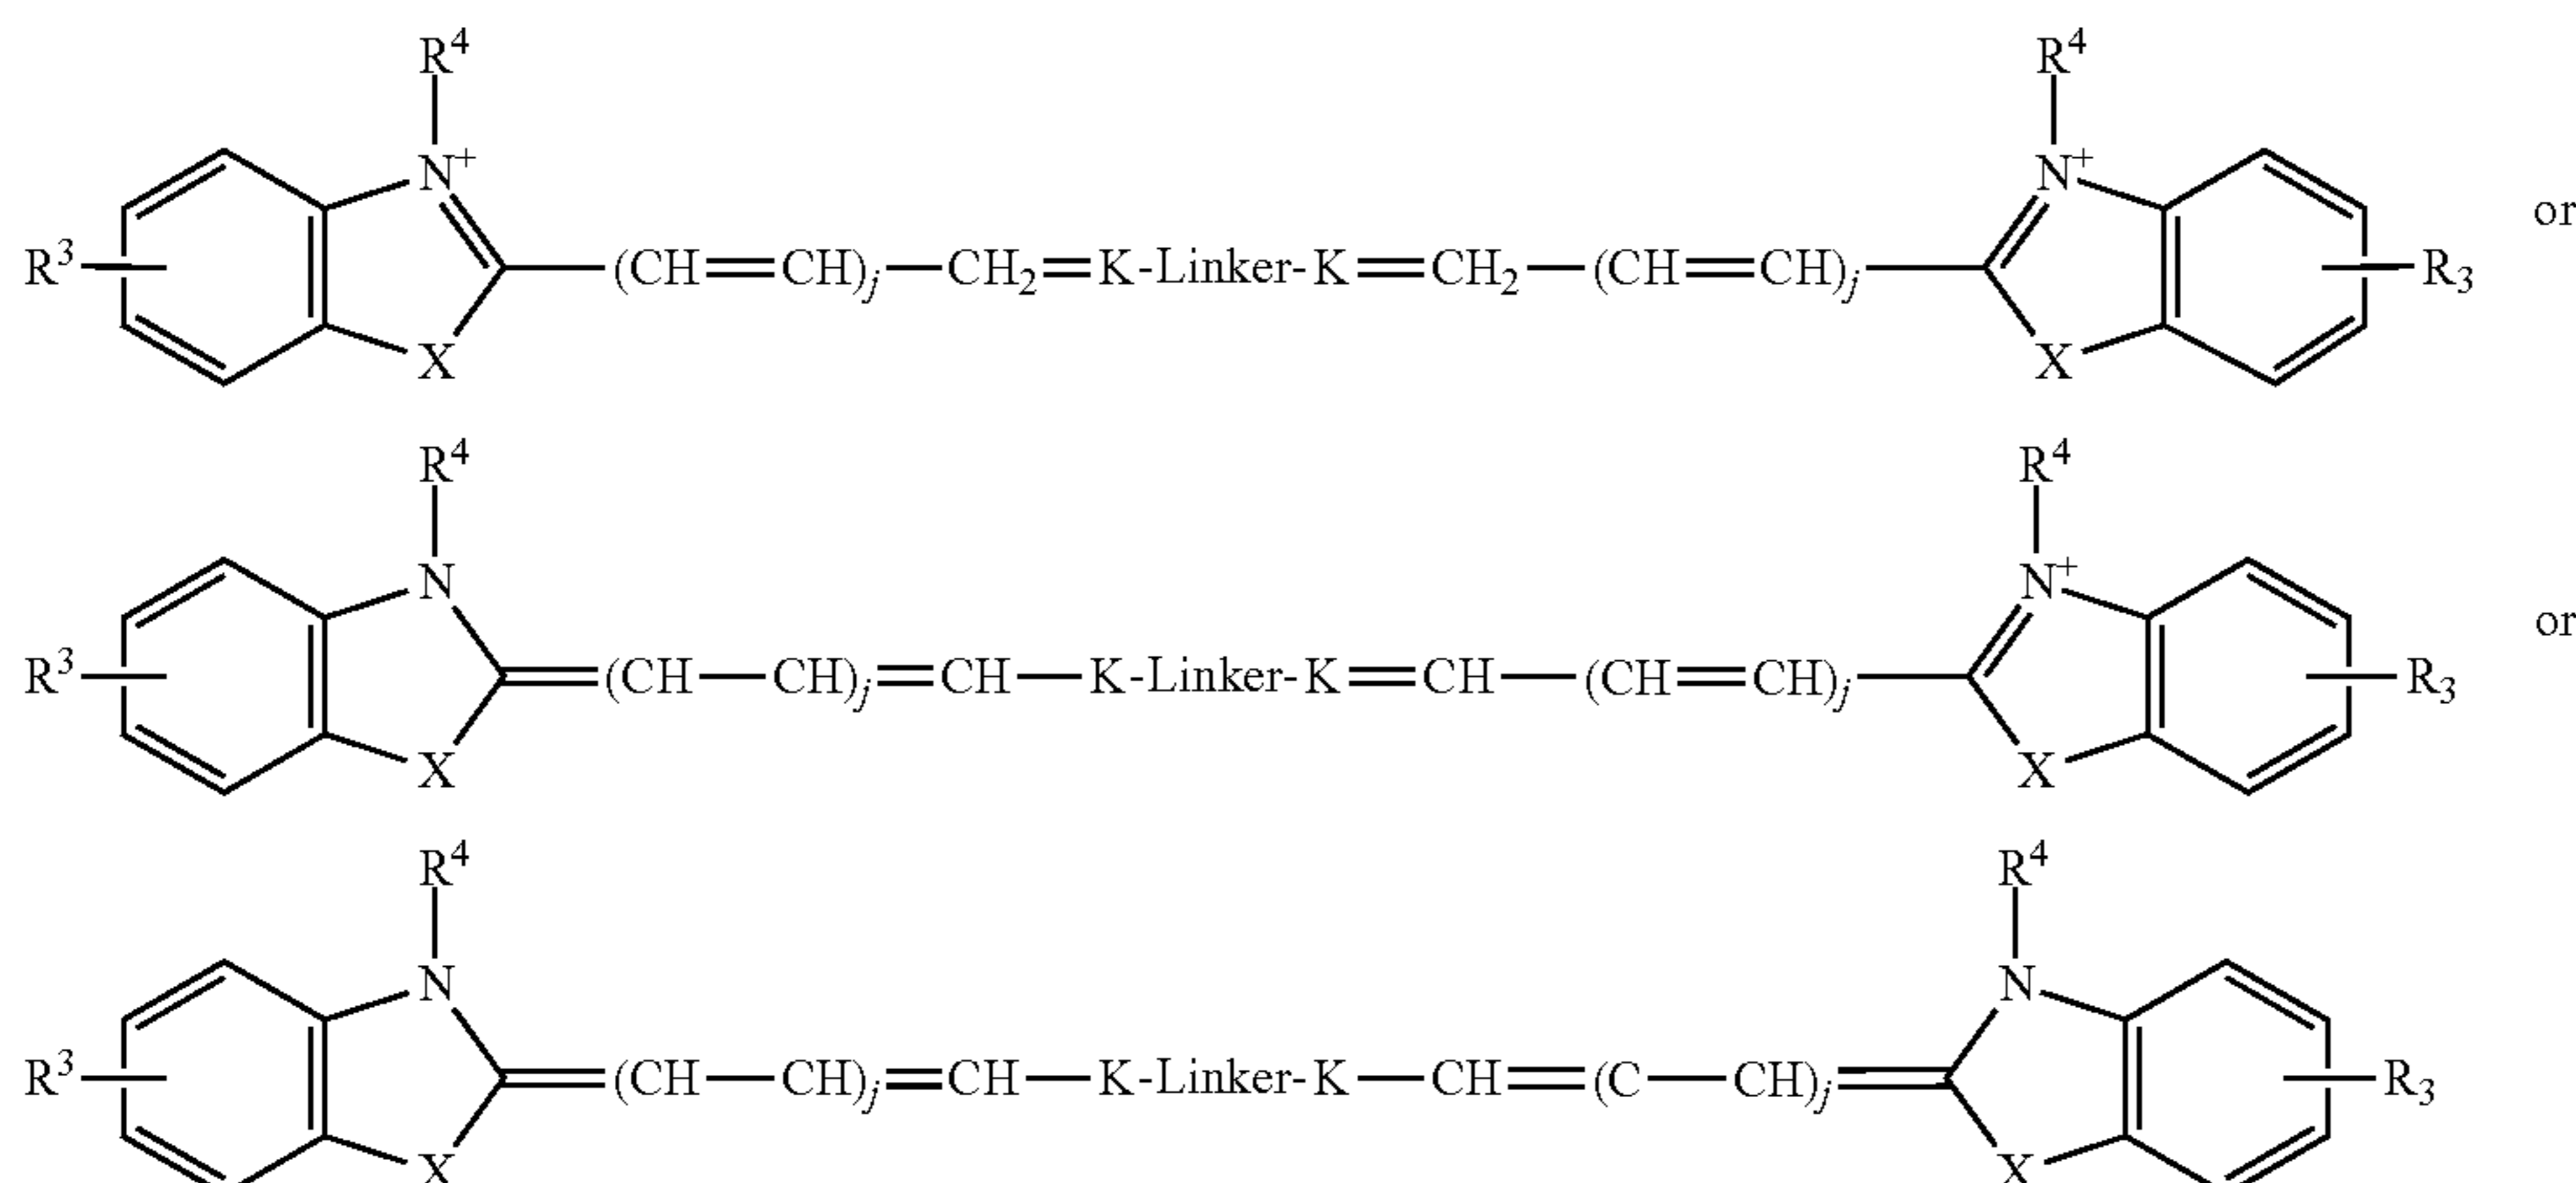 R⁴ R⁴
N⁺ N⁺
R³ (CH=CH)ⱼ—CH₂=K-Linker-K=CH₂—(CH=CH)ⱼ R₃ or
X X
R⁴ R⁴
N N⁺
R³ =(CH—CH)ⱼ=CH—K-Linker-K=CH—(CH=CH)ⱼ R₃ or
X X
R⁴ R⁴
N N
R³ =(CH—CH)ⱼ=CH—K-Linker-K—CH=(C—CH)ⱼ= R₃
X X